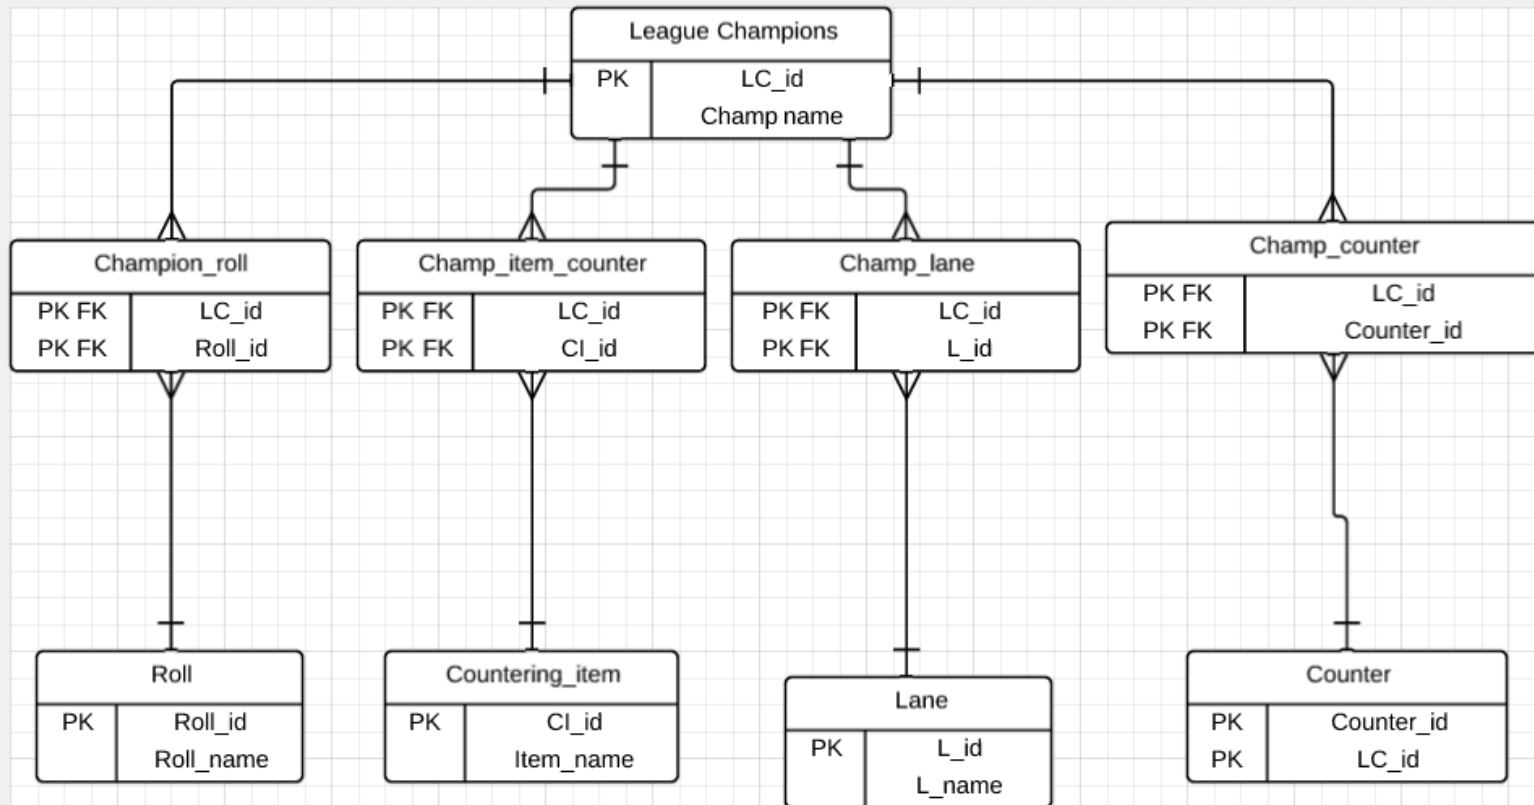 League Champions
PK LC_id
Champ name
Champion_roll
PK FK LC_id
PK FK Roll_id
Champ_item_counter
PK FK LC_id
PK FK CI_id
Champ_lane
PK FK LC_id
PK FK L_id
Champ_counter
PK FK LC_id
PK FK Counter_id
Roll
PK Roll_id
Roll_name
Countering_item
PK CI_id
Item_name
Lane
PK L_id
L_name
Counter
PK Counter_id
PK LC_id